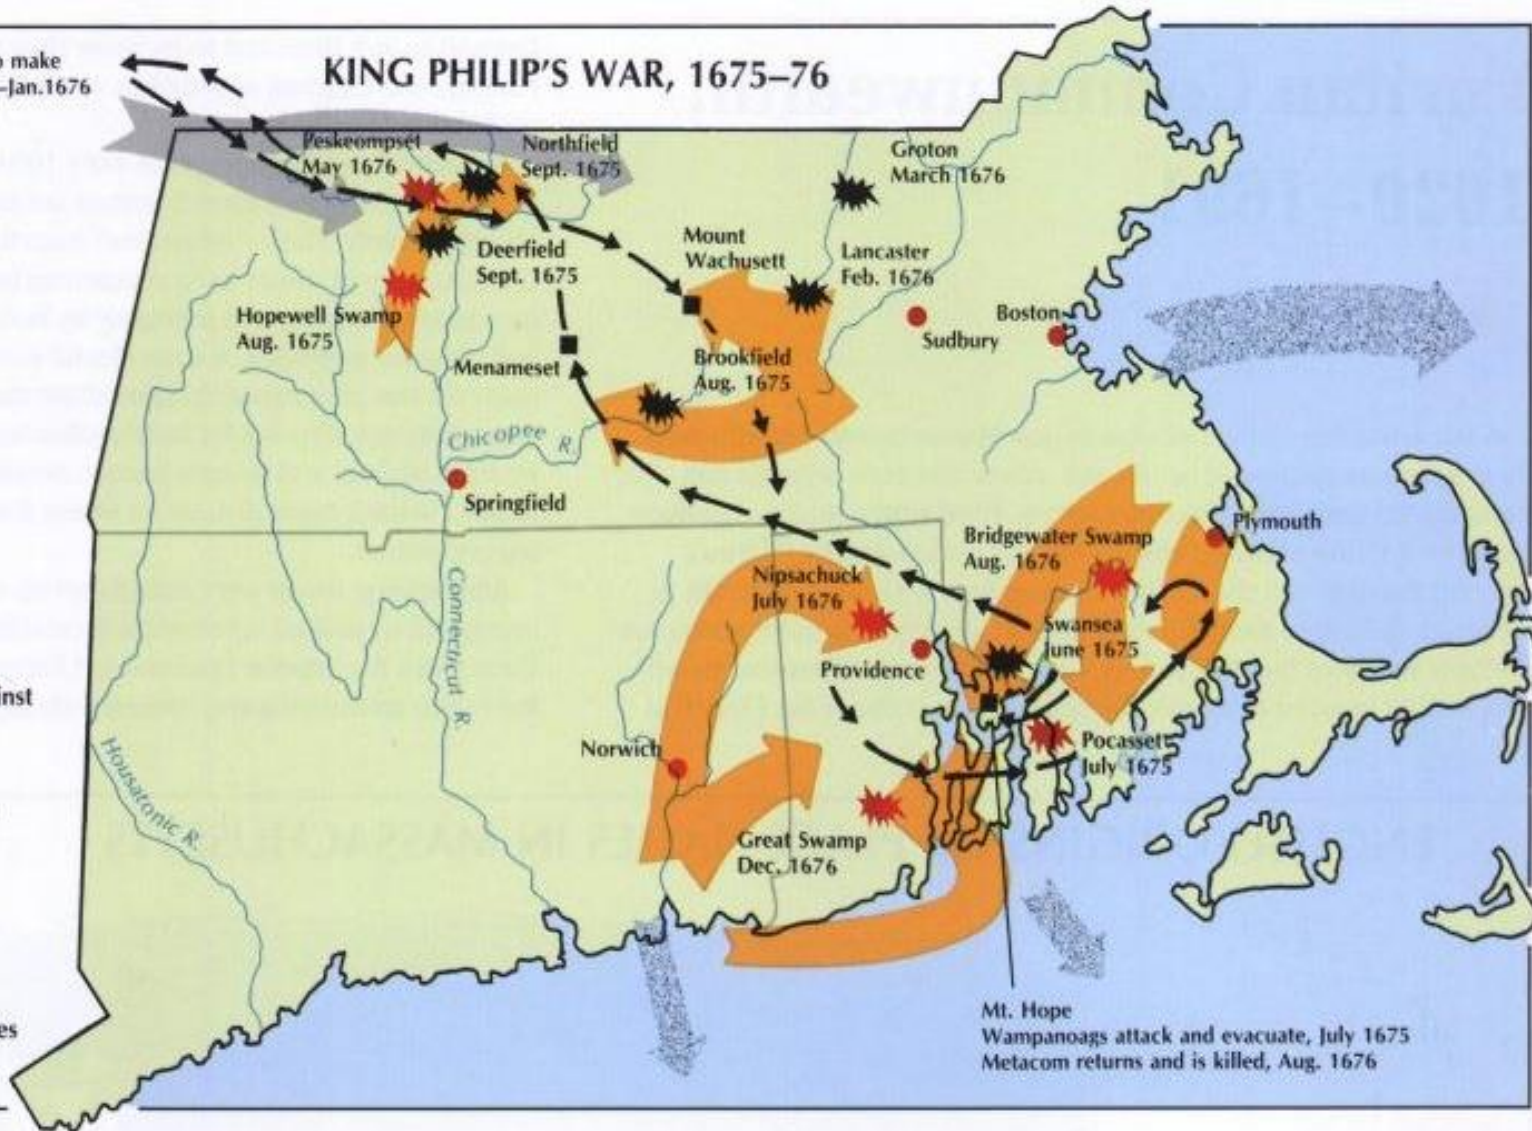 KING PHILIP'S WAR, 1675–76
make
-Jan.1676
Peskeompset
May 1676
Northfield
Sept. 1675
Groton
March 1676
Deerfield
Sept. 1675
Mount
Wachusett
Lancaster
Feb. 1676
Hopewell Swamp
Aug. 1675
Sudbury
Boston
Menameset
Brookfield
Aug. 1675
Chicopee R.
Springfield
Plymouth
Bridgewater Swamp
Aug. 1676
Nipsachuck
July 1676
Connecticut R.
Swansea
June 1675
Providence
Norwich
Pocasset
July 1675
Housatonic R.
Great Swamp
Dec. 1676
Mt. Hope
Wampanoags attack and evacuate, July 1675
Metacom returns and is killed, Aug. 1676